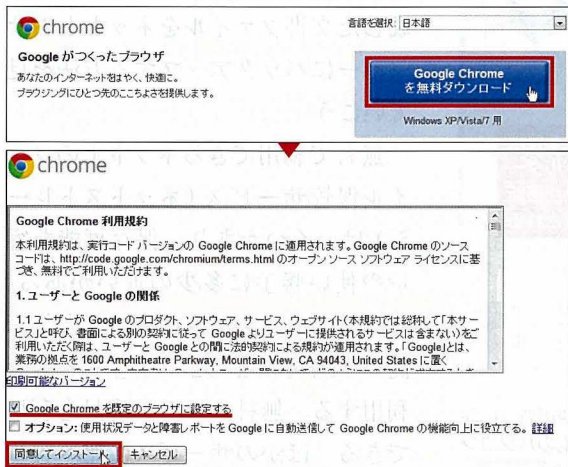 chrome
言語を選択: 日本語
Google がつくったブラウザ
あなたのインターネットをはやく、快適に。
ブラウジングにひとつ先のここちよさを提供します。
Google Chrome
を無料ダウンロード
Windows XP/Vista/7 用
chrome
Google Chrome 利用規約
本利用規約は、実行コード バージョンの Google Chrome に適用されます。Google Chrome のソース
コードは、http://code.google.com/chromium/terms.html のオープン ソース ソフトウェア ライセンスに基
づき、無料でご利用いただけます。
1. ユーザーと Google の関係
1.1 ユーザーが Google のプロダクト、ソフトウェア、サービス、ウェブサイト（本規約では総称して「本サー
ビス」と呼び、書面による別の契約に従って Google よりユーザーに提供されるサービスは含まない）をご
利用いただく際は、ユーザーと Google との間に法的契約による規約が適用されます。「Google」とは、
業務の拠点を 1600 Amphitheatre Parkway, Mountain View, CA 94043, United States に置く
印刷可能なバージョン
Google Chrome を既定のブラウザに設定する
オプション: 使用状況データと障害レポートを Google に自動送信して Google Chrome の機能向上に役立てる。 詳細
同意してインストール キャンセル